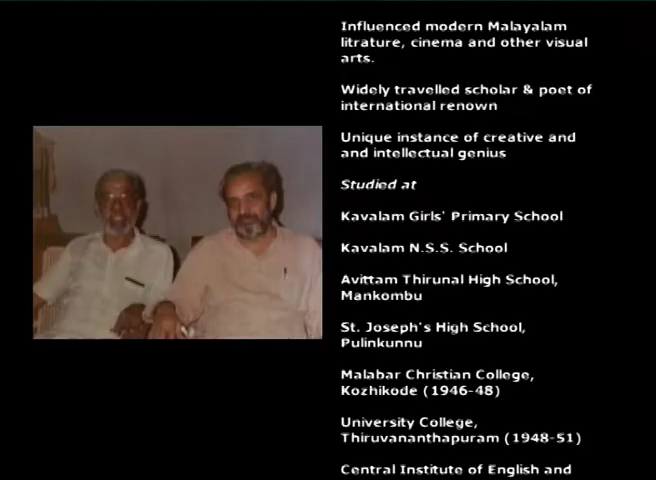 Influenced modern Malayalam
litrature, cinema and other visual
arts.
Widely travelled scholar & poet of
international renown
Unique instance of creative and
and intellectual genius
Studied at
Kavalam Girls' Primary School
Kavalam N.S.S. School
Avittam Thirunal High School,
Mankombu
St. Joseph's High School,
Pulinkunnu
Malabar Christian College,
Kozhikode (1946-48)
University College,
Thiruvananthapuram (1948-51)
Central Institute of English and